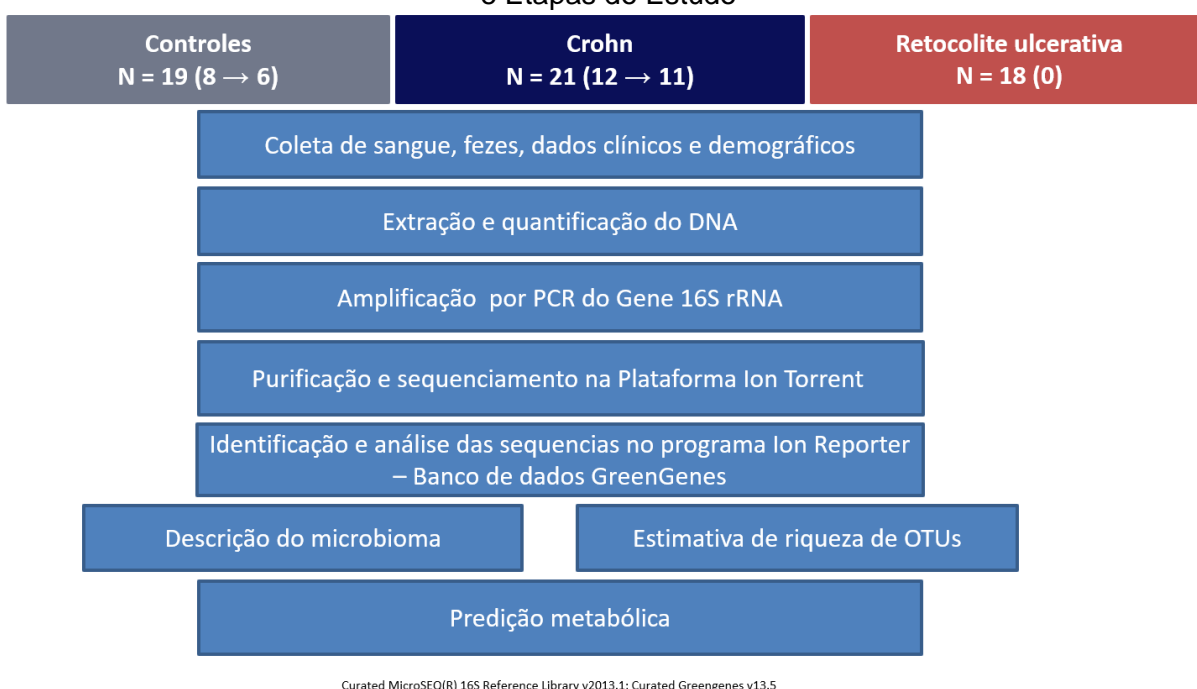 Etapas do Estudo
Controles
N = 19 (8 → 6)
Crohn
N = 21 (12 → 11)
Retocolite ulcerativa
N = 18 (0)
Coleta de sangue, fezes, dados clínicos e demográficos
Extração e quantificação do DNA
Amplificação por PCR do Gene 16S rRNA
Purificação e sequenciamento na Plataforma Ion Torrent
Identificação e análise das sequencias no programa Ion Reporter
– Banco de dados GreenGenes
Descrição do microbioma
Estimativa de riqueza de OTUs
Predição metabólica
Curated MicroSEQ(R) 16S Reference Library v2013.1; Curated Greengenes v13.5